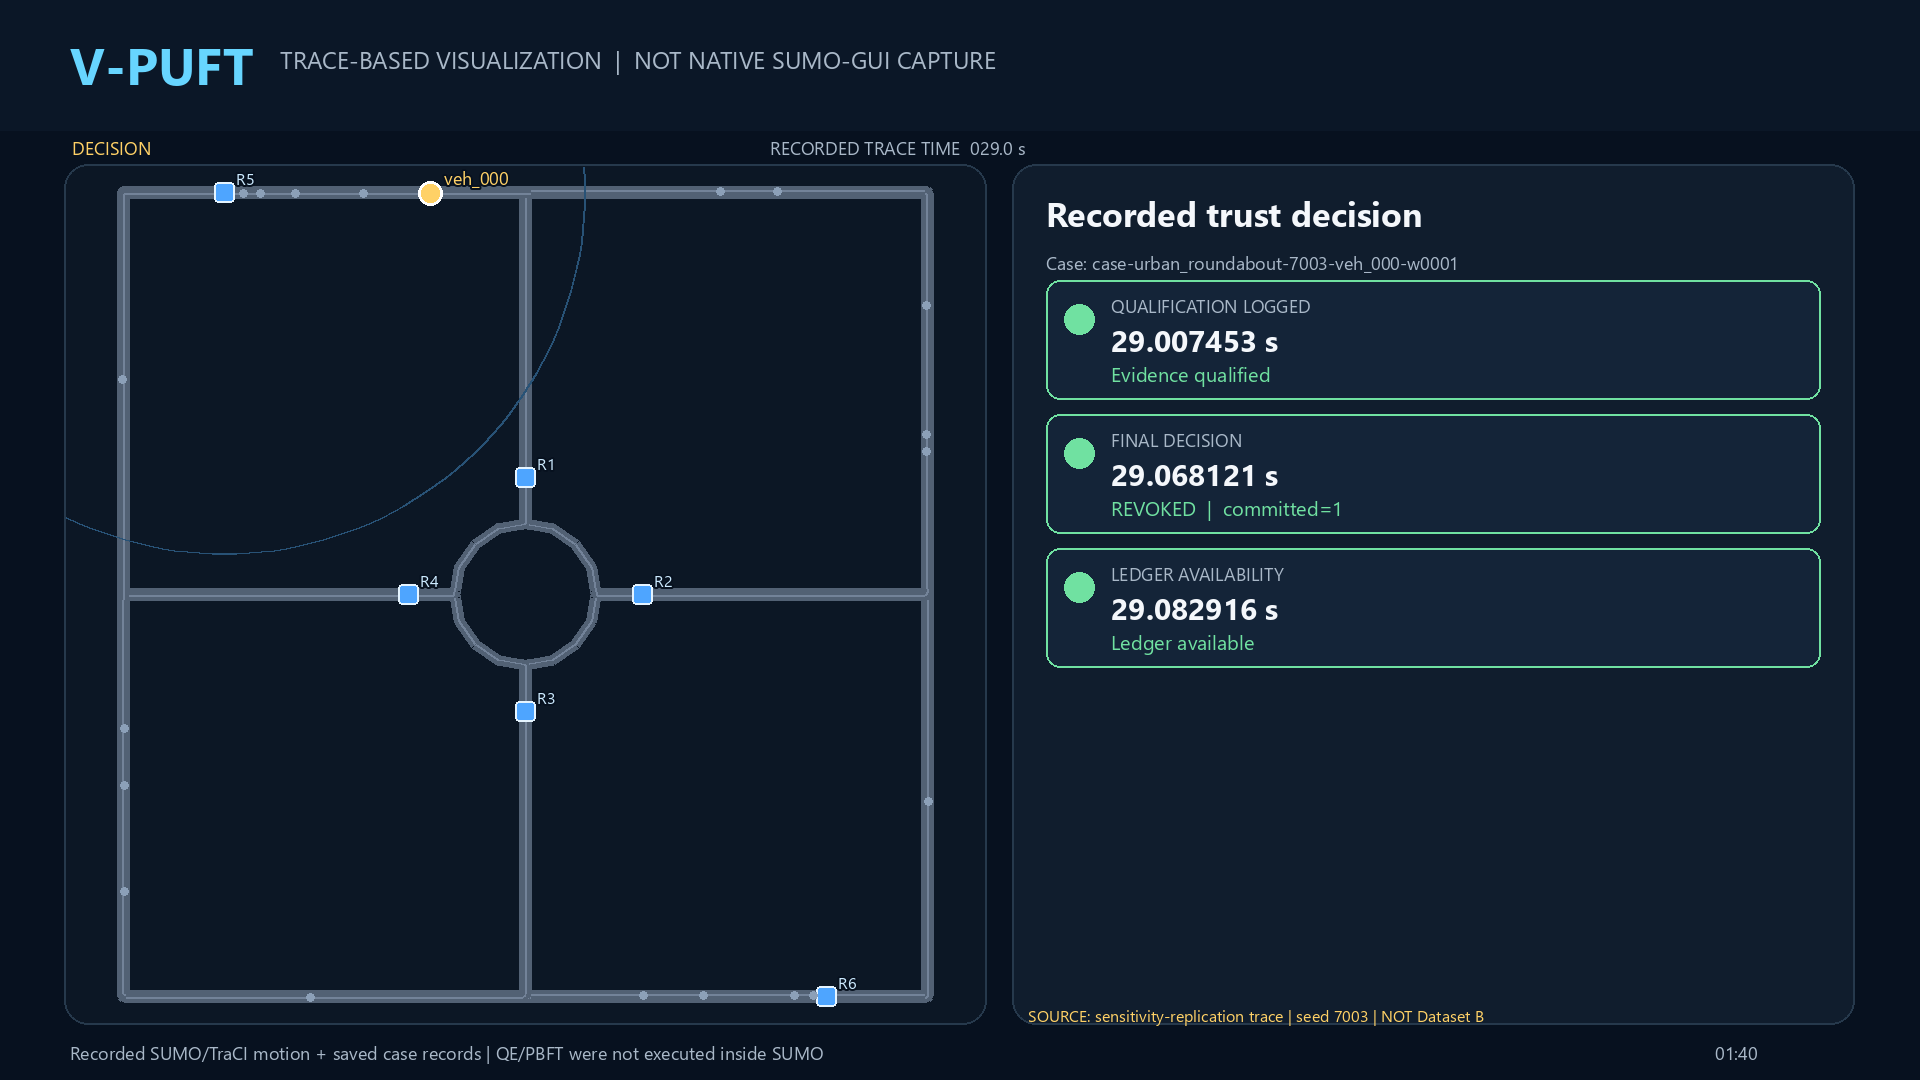 V-PUFT TRACE-BASED VISUALIZATION | NOT NATIVE SUMO-GUI CAPTURE
DECISION
RECORDED TRACE TIME 029.0 s
R5
veh_000
R1
R4
R2
R3
R6
Recorded trust decision
Case: case-urban_roundabout-7003-veh_000-w0001
QUALIFICATION LOGGED
29.007453 s
Evidence qualified
FINAL DECISION
29.068121 s
REVOKED | committed=1
LEDGER AVAILABILITY
29.082916 s
Ledger available
SOURCE: sensitivity-replication trace | seed 7003 | NOT Dataset B
Recorded SUMO/TraCI motion + saved case records | QE/PBFT were not executed inside SUMO
01:40